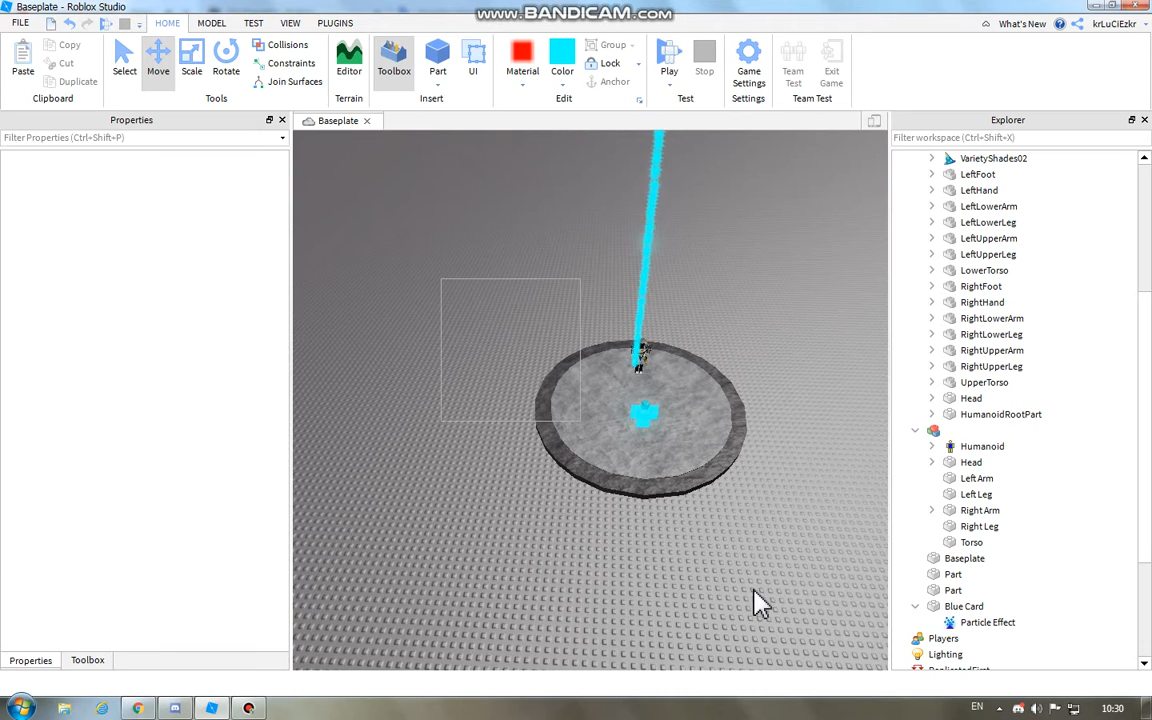 Baseplate - Roblox Studio
www.BANDICAM.com
FILE HOME MODEL TEST VIEW PLUGINS What's New krLuCiEzkr
Copy
Cut
Duplicate
Paste
Clipboard
Select Move Scale Rotate
Collisions
Constraints
Join Surfaces
Tools
Editor
Terrain
Toolbox Part UI
Insert
Material Color
Group
Lock
Anchor
Edit
Play Stop
Test
Game Settings
Settings
Team Test
Exit Game
Team Test
Properties
Filter Properties (Ctrl+Shift+P)
Baseplate
Explorer
Filter workspace (Ctrl+Shift+X)
VarietyShades02
LeftFoot
LeftHand
LeftLowerArm
LeftLowerLeg
LeftUpperArm
LeftUpperLeg
LowerTorso
RightFoot
RightHand
RightLowerArm
RightLowerLeg
RightUpperArm
RightUpperLeg
UpperTorso
Head
HumanoidRootPart
Humanoid
Head
Left Arm
Left Leg
Right Arm
Right Leg
Torso
Baseplate
Part
Part
Blue Card
Particle Effect
Players
Lighting
Properties Toolbox
EN 10:30